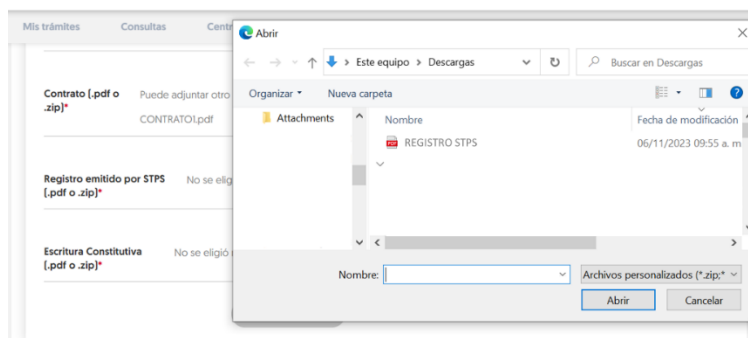 Mis trámites Consultas Centr
Contrato (.pdf o .zip)*
Puede adjuntar otro
CONTRATO1.pdf
Registro emitido por STPS (.pdf o .zip)*
No se elig
Escritura Constitutiva (.pdf o .zip)*
No se eligió
Abrir
Este equipo > Descargas
Buscar en Descargas
Organizar Nueva carpeta
Attachments
Nombre Fecha de modificación
REGISTRO STPS 06/11/2023 09:55 a. m
Nombre: Archivos personalizados (*.zip;*
Abrir Cancelar